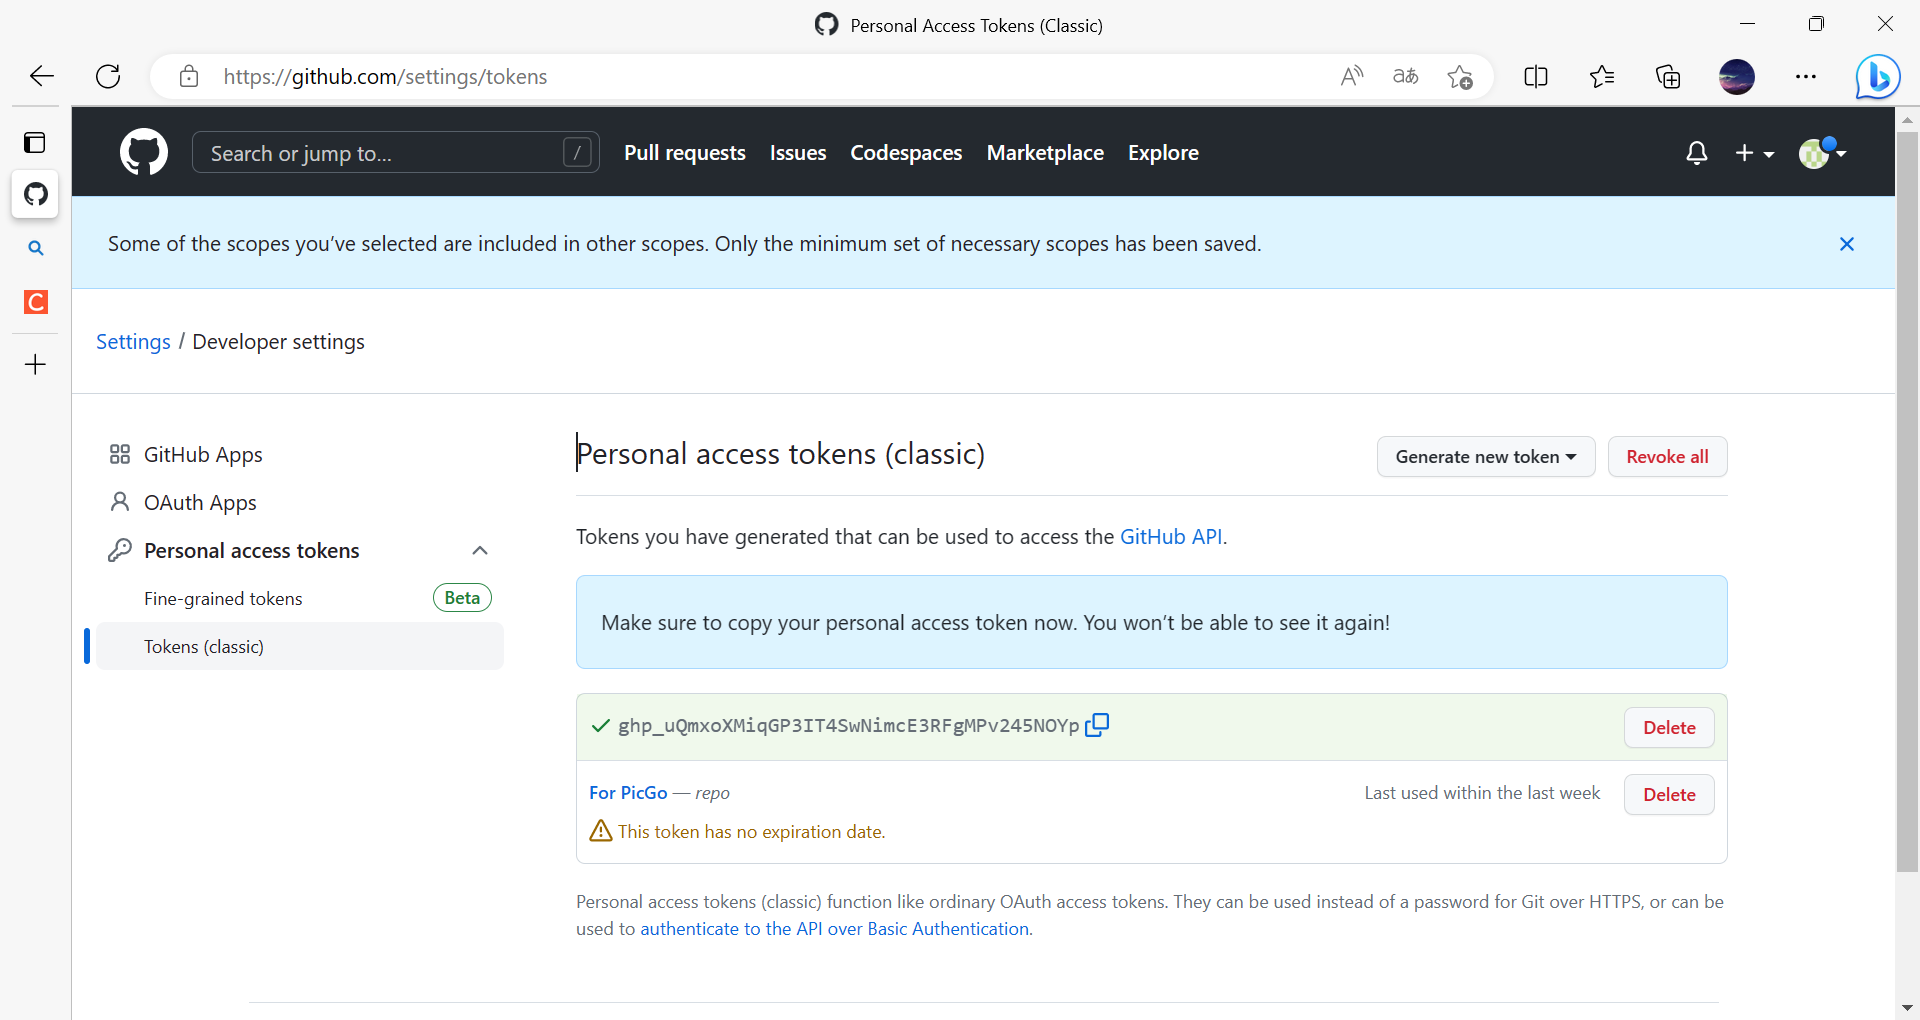 Personal Access Tokens (Classic)
https://github.com/settings/tokens
Search or jump to... /
Pull requests Issues Codespaces Marketplace Explore
Some of the scopes you’ve selected are included in other scopes. Only the minimum set of necessary scopes has been saved.
Settings / Developer settings
GitHub Apps
OAuth Apps
Personal access tokens
Fine-grained tokens Beta
Tokens (classic)
Personal access tokens (classic)
Generate new token
Revoke all
Tokens you have generated that can be used to access the GitHub API.
Make sure to copy your personal access token now. You won’t be able to see it again!
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
Delete
For PicGo — repo
Last used within the last week
Delete
This token has no expiration date.
Personal access tokens (classic) function like ordinary OAuth access tokens. They can be used instead of a password for Git over HTTPS, or can be
used to authenticate to the API over Basic Authentication.